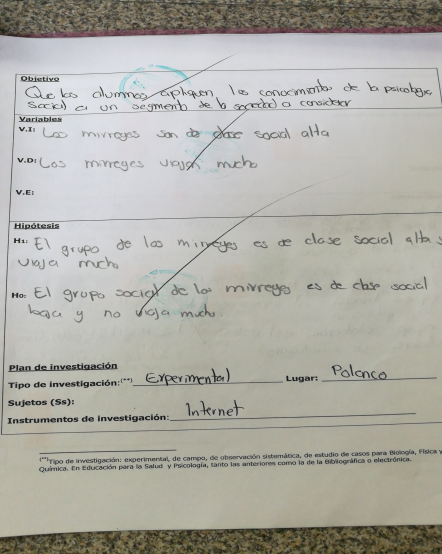 Objetivo
Que los alumnos apliquen los conocimientos de la psicologia
Social a un segmento de la sociedad a considerar
Variables
V.I: Los mirreyes son de clase social alta
V.D: Los mirreyes viajan mucho
V.E:
Hipótesis
H1: El grupo de los mirreyes es de clase social alta y
viaja mucho
Ho: El grupo social de los mirreyes es de clase social
baja y no viaja mucho.
Plan de investigación
Tipo de investigación:(**) Experimental Lugar: Polanco
Sujetos (Ss):
Instrumentos de investigación: Internet
(**)Tipo de investigación: experimental, de campo, de observación sistemática, de estudio de casos para Biología, Física y
Química. En Educación para la Salud y Psicología, tanto las anteriores como la de la Bibliográfica o electrónica.